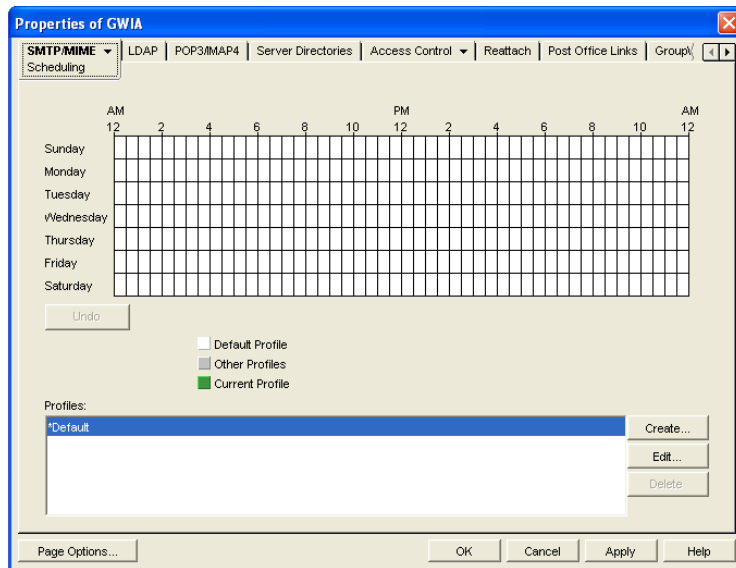 Properties of GWIA
SMTP/MIME LDAP POP3/IMAP4 Server Directories Access Control Reattach Post Office Links GroupW
Scheduling
AM PM AM
12 2 4 6 8 10 12 2 4 6 8 10 12
Sunday
Monday
Tuesday
Wednesday
Thursday
Friday
Saturday
Undo
Default Profile
Other Profiles
Current Profile
Profiles:
*Default
Create...
Edit...
Delete
Page Options... OK Cancel Apply Help